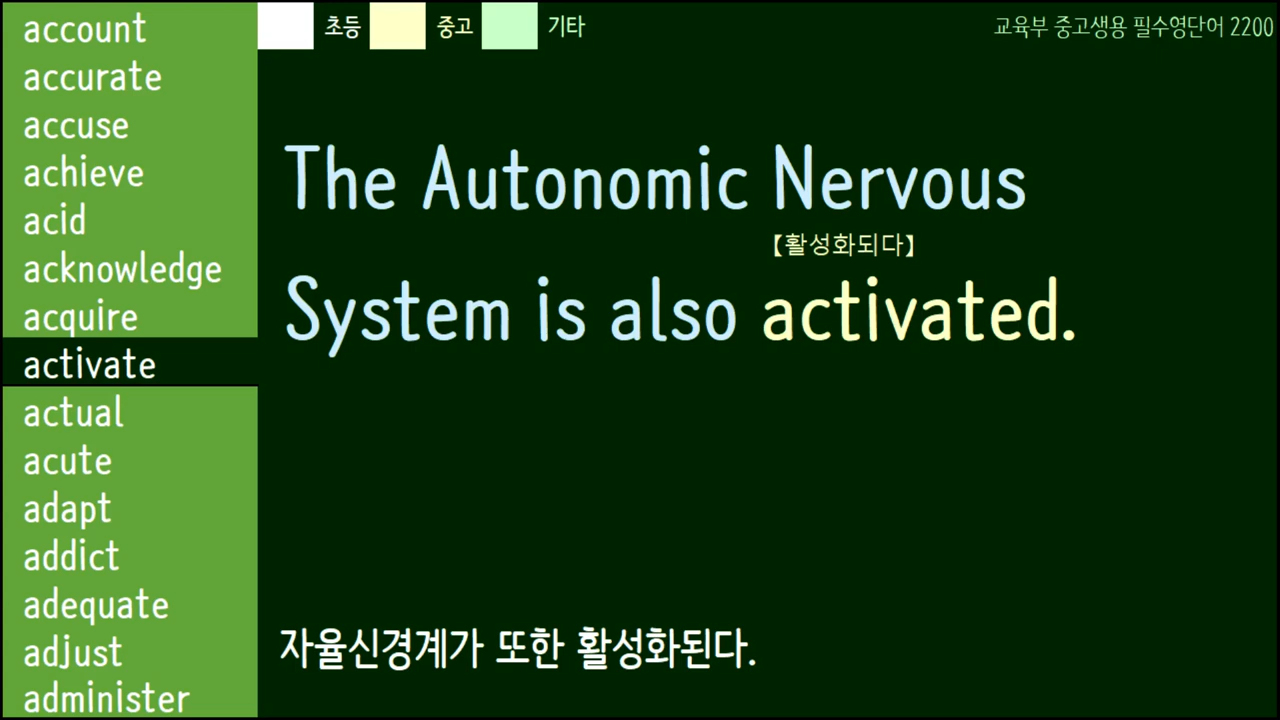 account
accurate
accuse
achieve
acid
acknowledge
acquire
activate
actual
acute
adapt
addict
adequate
adjust
administer
초등 중고 기타
교육부 중고생용 필수영단어 2200
The Autonomic Nervous
【활성화되다】
System is also activated.
자율신경계가 또한 활성화된다.